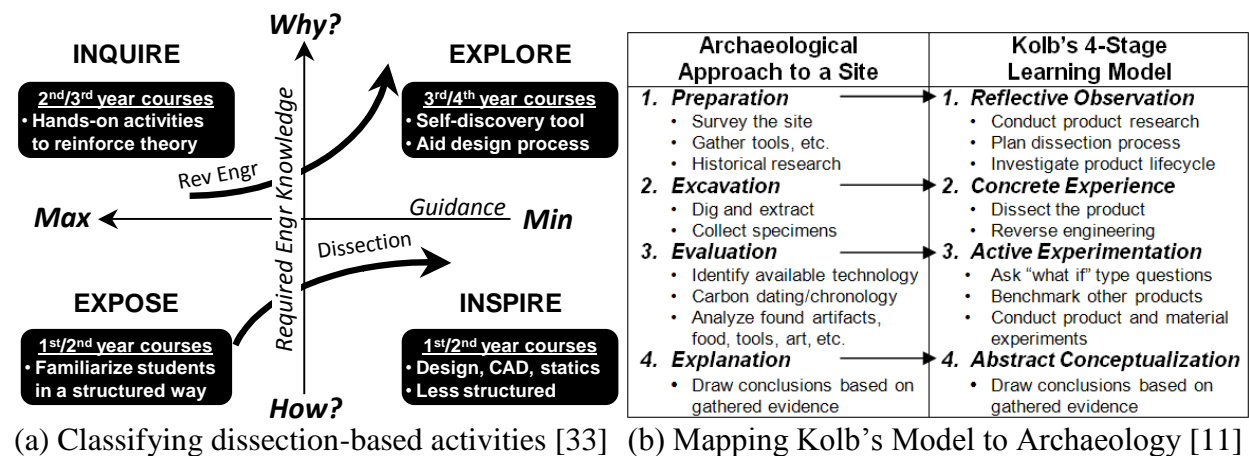 Why?
INQUIRE
EXPLORE
2nd/3rd year courses
• Hands-on activities
to reinforce theory
3rd/4th year courses
• Self-discovery tool
• Aid design process
Rev Engr
Required Engr Knowledge
Max
Guidance
Min
Dissection
EXPOSE
INSPIRE
1st/2nd year courses
• Familiarize students
in a structured way
1st/2nd year courses
• Design, CAD, statics
• Less structured
How?
(a) Classifying dissection-based activities [33]
Archaeological
Approach to a Site
Kolb's 4-Stage
Learning Model
1. Preparation
• Survey the site
• Gather tools, etc.
• Historical research
1. Reflective Observation
• Conduct product research
• Plan dissection process
• Investigate product lifecycle
2. Excavation
• Dig and extract
• Collect specimens
2. Concrete Experience
• Dissect the product
• Reverse engineering
3. Evaluation
• Identify available technology
• Carbon dating/chronology
• Analyze found artifacts,
food, tools, art, etc.
3. Active Experimentation
• Ask "what if" type questions
• Benchmark other products
• Conduct product and material
experiments
4. Explanation
• Draw conclusions based on
gathered evidence
4. Abstract Conceptualization
• Draw conclusions based on
gathered evidence
(b) Mapping Kolb's Model to Archaeology [11]